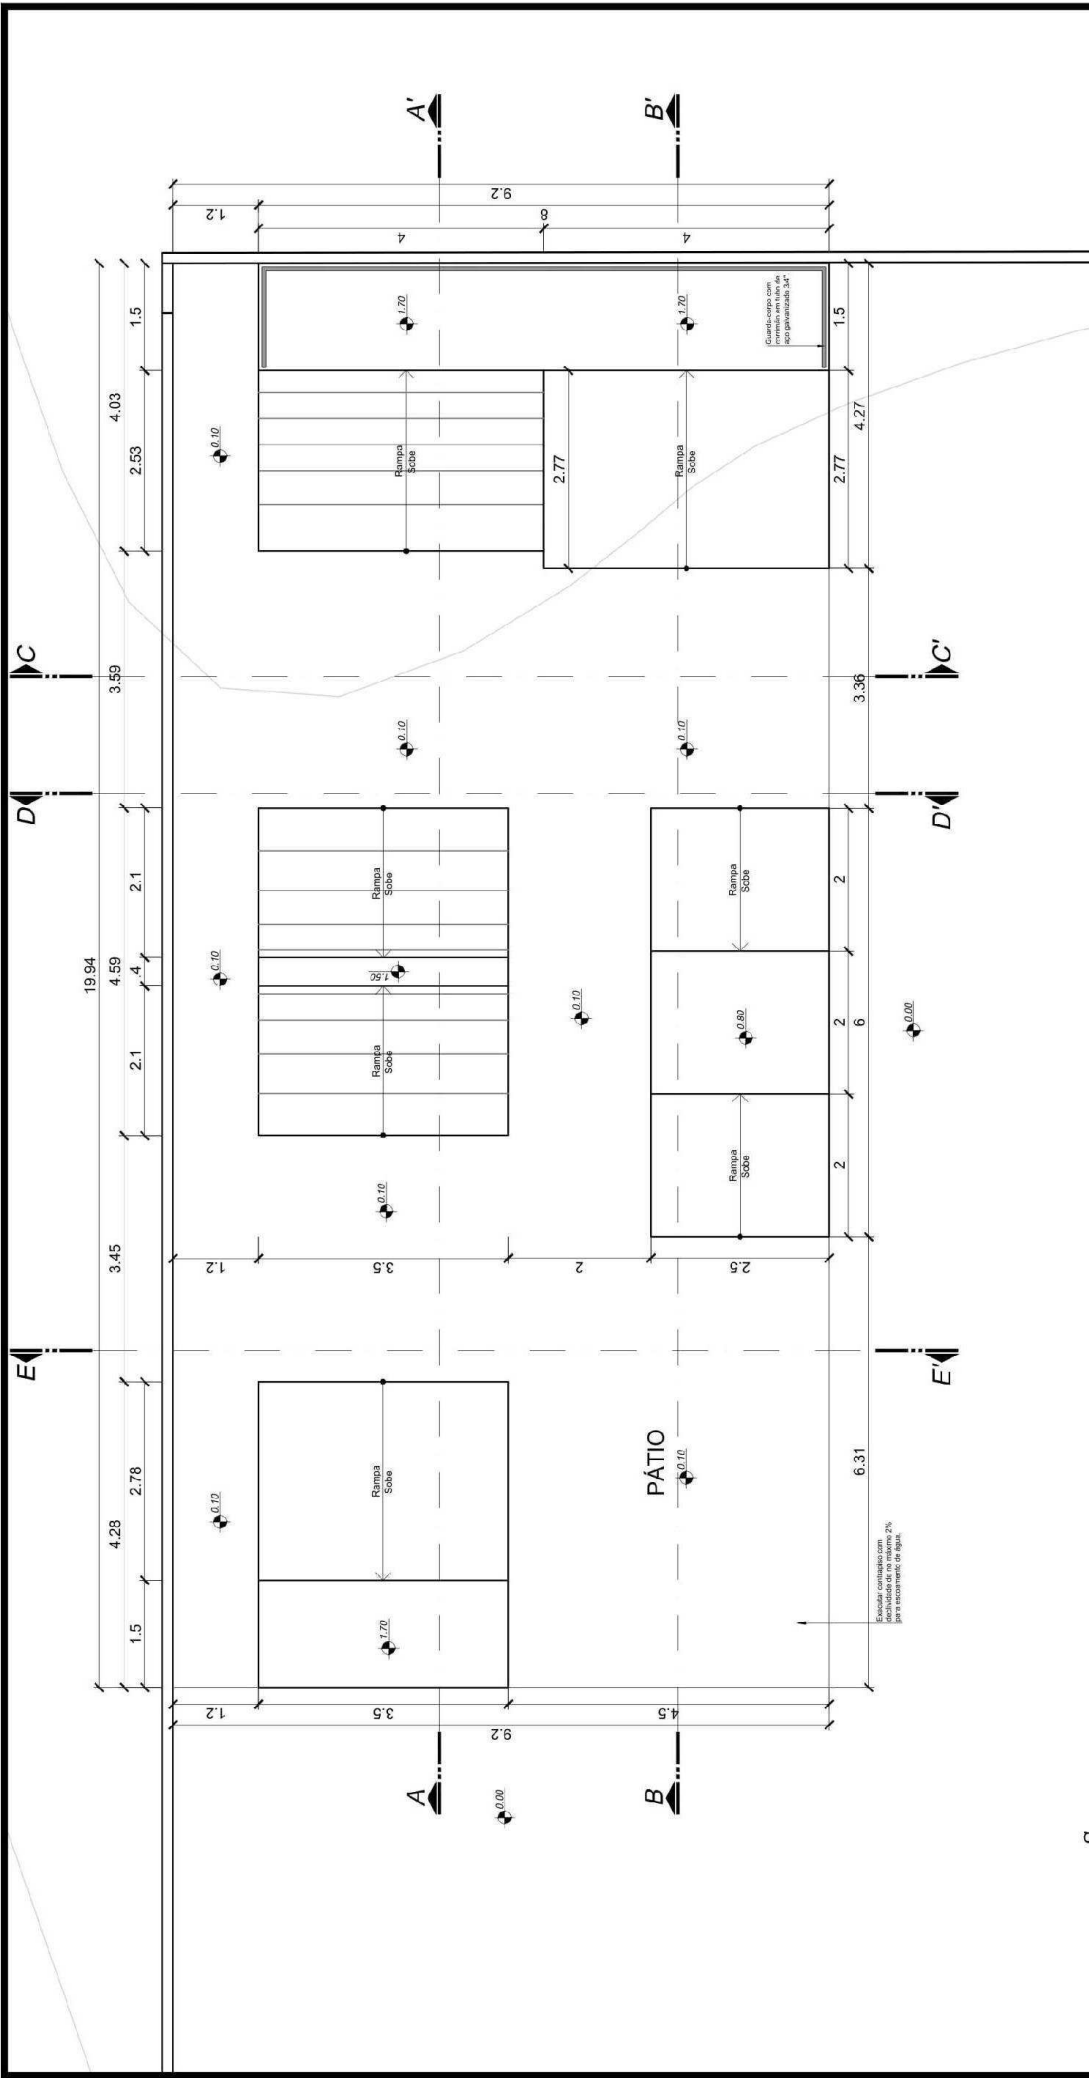 A'
B'
9.2
1.2
8
4
4
1.5
4.03
2.53
0.10
1.70
1.70
Guarda-corpo com
corrimão em tubo de
aço galvanizado 3/4"
1.5
4.27
2.77
2.77
Rampa
Sobe
Rampa
Sobe
C
C'
3.59
3.36
0.10
0.10
D
D'
19.94
4.59
2.1
.4
2.1
0.10
Rampa
Sobe
1.50
Rampa
Sobe
0.10
Rampa
Sobe
0.80
Rampa
Sobe
2
2
2
6
0.00
0.10
3.45
1.2
3.5
2
2.5
E
E'
4.28
2.78
1.5
0.10
Rampa
Sobe
1.70
PÁTIO
0.10
6.31
Executar contrapiso com
declividade de no máximo 2%
para escoamento de água.
1.2
3.5
4.5
9.2
A
B
0.00